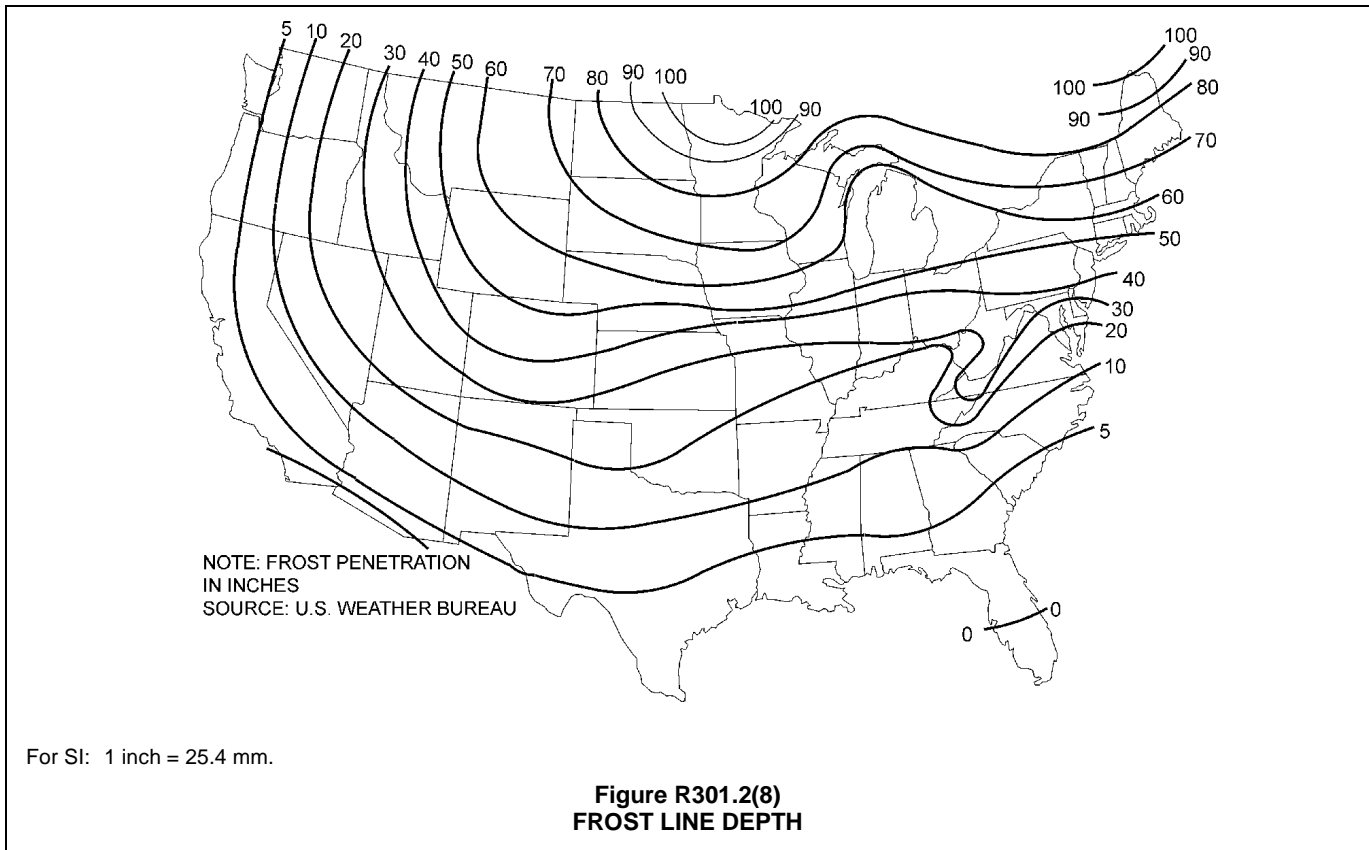 5 10 20 30 40 50 60 70 80 90 100
100 90
100
90
80
100
90
70
60
50
40
30
20
10
5
0
0
NOTE: FROST PENETRATION
IN INCHES
SOURCE: U.S. WEATHER BUREAU
For SI: 1 inch = 25.4 mm.
Figure R301.2(8)
FROST LINE DEPTH